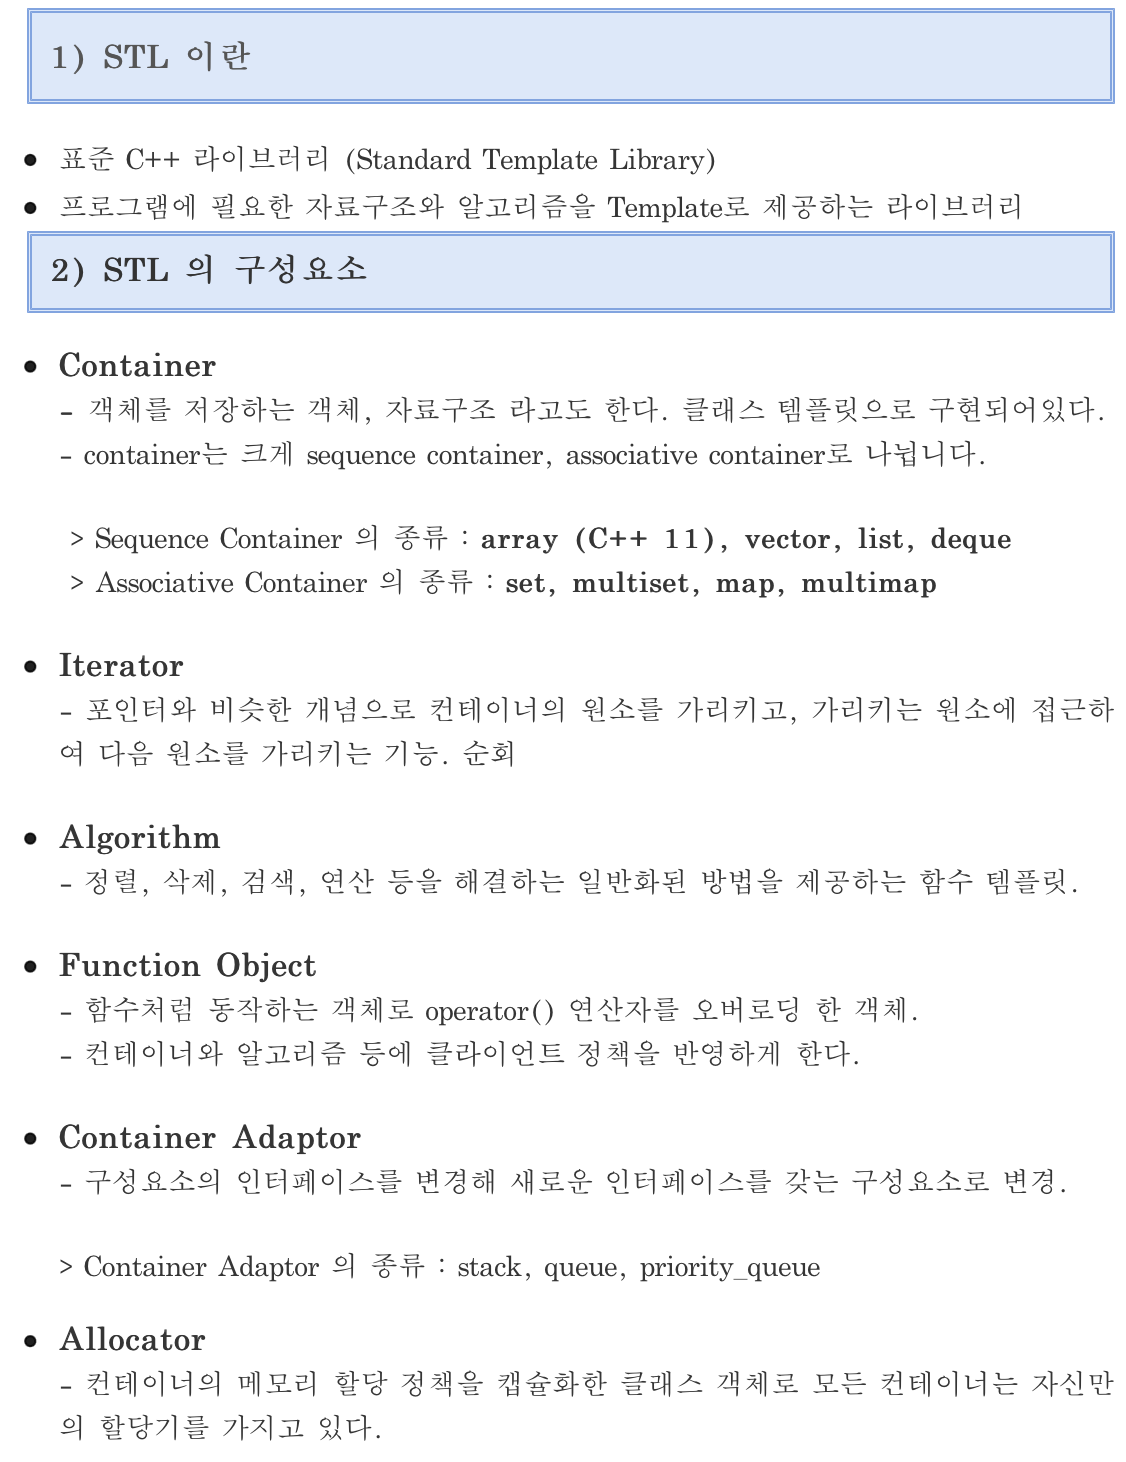 1) STL 이란
● 표준 C++ 라이브러리 (Standard Template Library)
● 프로그램에 필요한 자료구조와 알고리즘을 Template로 제공하는 라이브러리
2) STL 의 구성요소
● Container
- 객체를 저장하는 객체, 자료구조 라고도 한다. 클래스 템플릿으로 구현되어있다.
- container는 크게 sequence container, associative container로 나뉩니다.
> Sequence Container 의 종류 : array (C++ 11), vector, list, deque
> Associative Container 의 종류 : set, multiset, map, multimap
● Iterator
- 포인터와 비슷한 개념으로 컨테이너의 원소를 가리키고, 가리키는 원소에 접근하
여 다음 원소를 가리키는 기능. 순회
● Algorithm
- 정렬, 삭제, 검색, 연산 등을 해결하는 일반화된 방법을 제공하는 함수 템플릿.
● Function Object
- 함수처럼 동작하는 객체로 operator() 연산자를 오버로딩 한 객체.
- 컨테이너와 알고리즘 등에 클라이언트 정책을 반영하게 한다.
● Container Adaptor
- 구성요소의 인터페이스를 변경해 새로운 인터페이스를 갖는 구성요소로 변경.
> Container Adaptor 의 종류 : stack, queue, priority_queue
● Allocator
- 컨테이너의 메모리 할당 정책을 캡슐화한 클래스 객체로 모든 컨테이너는 자신만
의 할당기를 가지고 있다.